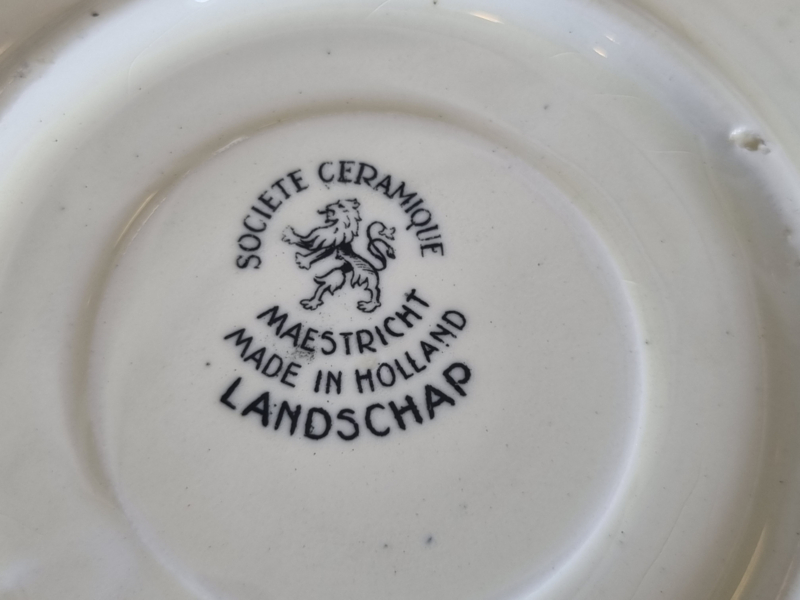 SOCIETE CERAMIQUE
MAESTRICHT
MADE IN HOLLAND
LANDSCHAP